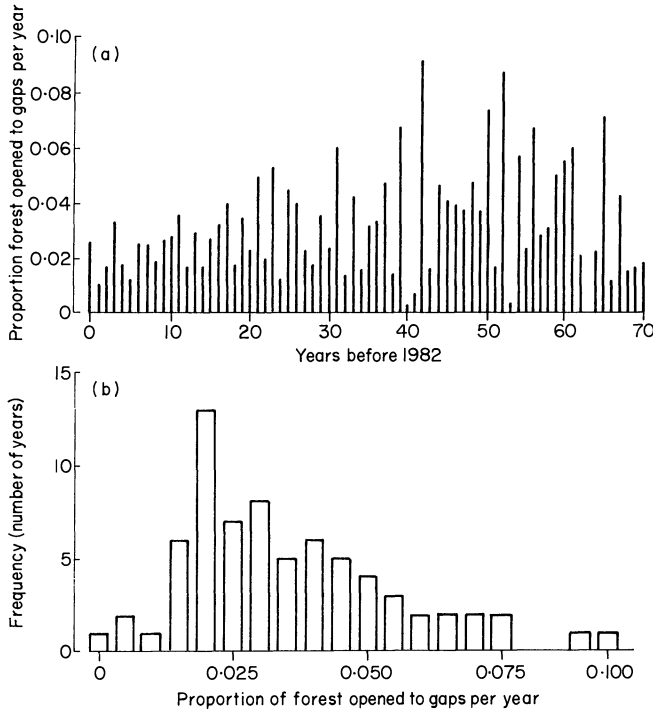 Proportion forest opened to gaps per year
(a)
0·10
0·08
0·06
0·04
0·02
0
0 10 20 30 40 50 60 70
Years before 1982
Frequency (number of years)
(b)
15
10
5
0
0 0·025 0·050 0·075 0·100
Proportion of forest opened to gaps per year